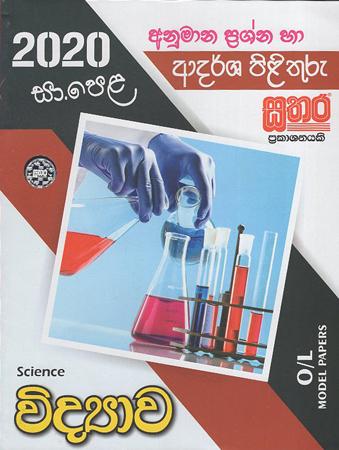 2020
සා.පෙළ
අනුමාන ප්‍රශ්න හා
ආදර්ශ පිළිතුරු
සතර
ප්‍රකාශනයකි
O/L
MODEL PAPERS
Science
විද්‍යාව